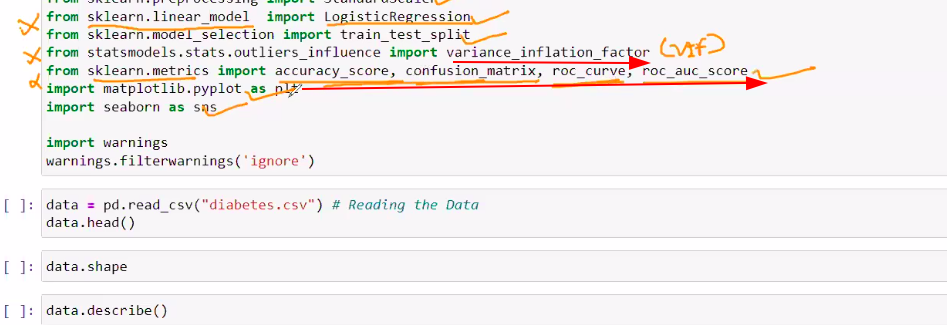 from sklearn.preprocessing import StandardScaler
from sklearn.linear_model  import LogisticRegression
from sklearn.model_selection import train_test_split
from statsmodels.stats.outliers_influence import variance_inflation_factor (VIF)
from sklearn.metrics import accuracy_score, confusion_matrix, roc_curve, roc_auc_score
import matplotlib.pyplot as plt
import seaborn as sns
import warnings
warnings.filterwarnings('ignore')
[ ]: data = pd.read_csv("diabetes.csv") # Reading the Data
data.head()
[ ]: data.shape
[ ]: data.describe()